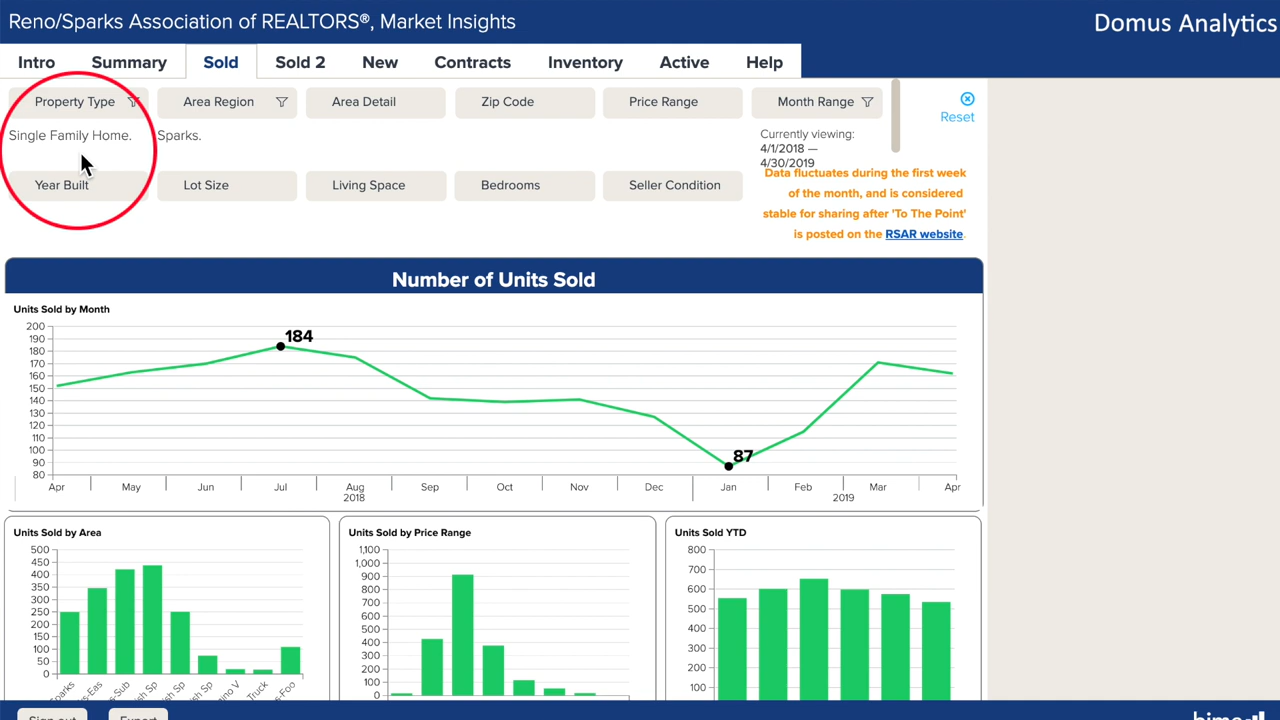 Reno/Sparks Association of REALTORS®, Market Insights
Domus Analytics
Intro Summary Sold Sold 2 New Contracts Inventory Active Help
Property Type Area Region Area Detail Zip Code Price Range Month Range
Reset
Single Family Home. Sparks.
Currently viewing:
4/1/2018 —
4/30/2019
Year Built Lot Size Living Space Bedrooms Seller Condition
Data fluctuates during the first week
of the month, and is considered
stable for sharing after 'To The Point'
is posted on the RSAR website.
Number of Units Sold
Units Sold by Month
200
190
180
170
160
150
140
130
120
110
100
90
80
184
87
Apr May Jun Jul Aug Sep Oct Nov Dec Jan Feb Mar Apr
2018 2019
Units Sold by Area
500
450
400
350
300
250
200
150
100
50
0
Units Sold by Price Range
1,100
1,000
900
800
700
600
500
400
300
200
100
0
Units Sold YTD
800
700
600
500
400
300
200
100
Sign out Export